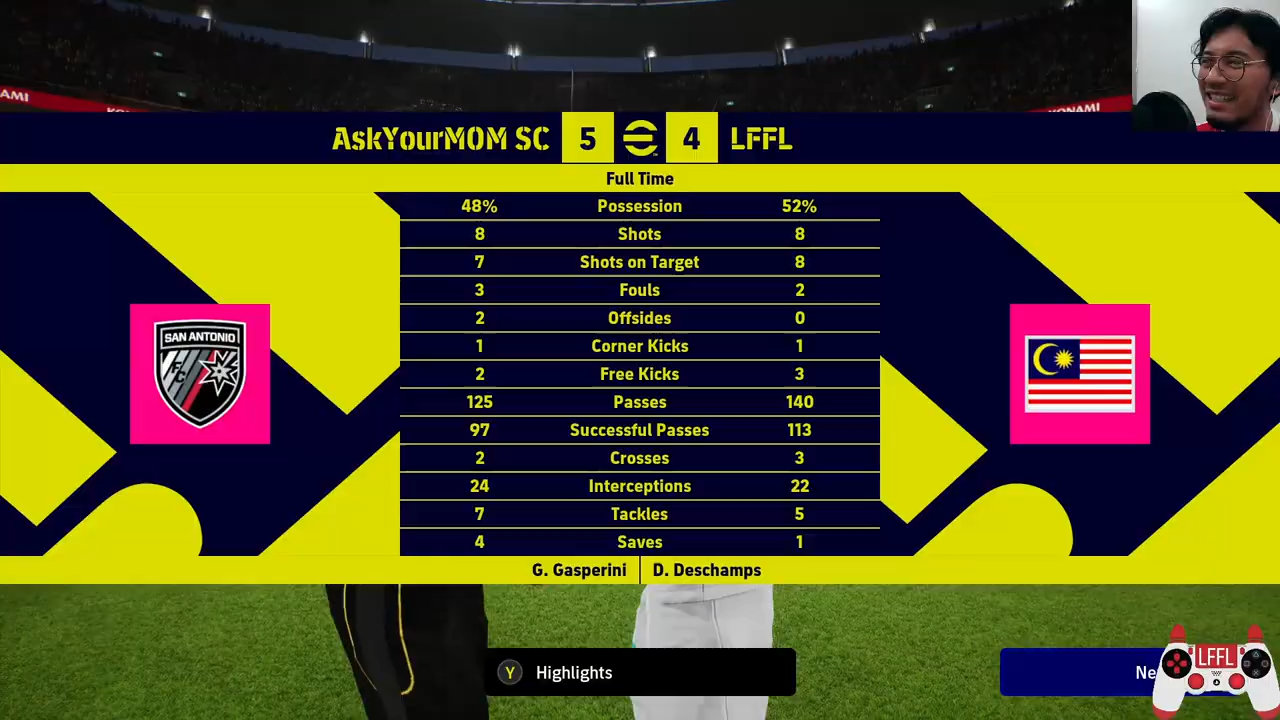 AMI
KO
KONAMI
AskYourMOM SC 5 4 LFFL
Full Time
48% Possession 52%
8 Shots 8
7 Shots on Target 8
3 Fouls 2
2 Offsides 0
1 Corner Kicks 1
2 Free Kicks 3
125 Passes 140
97 Successful Passes 113
2 Crosses 3
24 Interceptions 22
7 Tackles 5
4 Saves 1
SAN ANTONIO
FC
G. Gasperini D. Deschamps
Y Highlights
Ne
LFFL